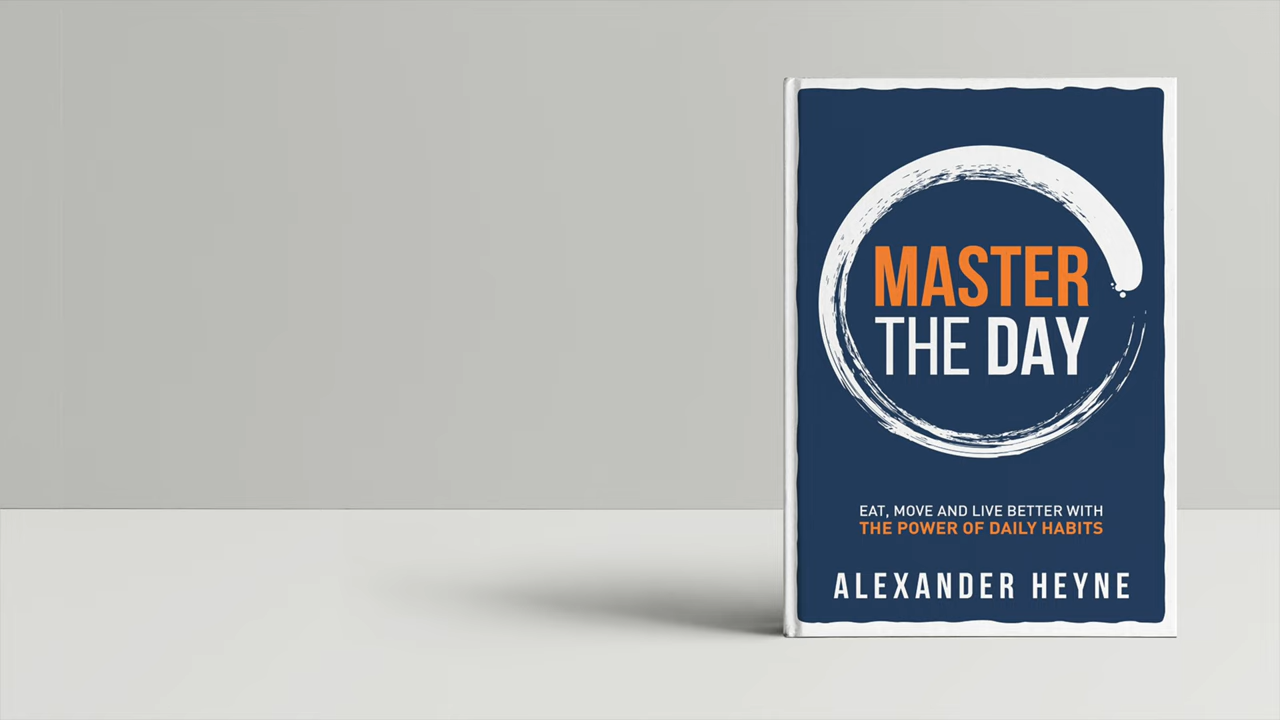 MASTER
THE DAY
EAT, MOVE AND LIVE BETTER WITH
THE POWER OF DAILY HABITS
ALEXANDER HEYNE